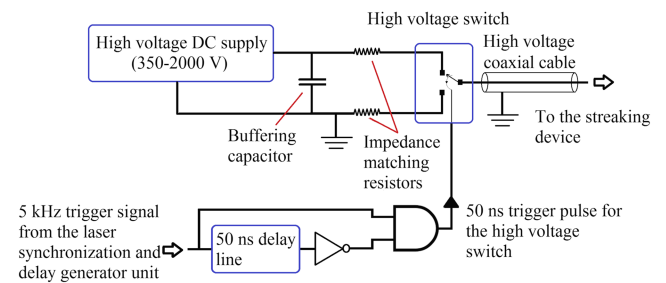 High voltage switch
High voltage DC supply
(350-2000 V)
High voltage
coaxial cable
Buffering
capacitor
Impedance
matching
resistors
To the streaking
device
5 kHz trigger signal
from the laser
synchronization and
delay generator unit
50 ns delay
line
50 ns trigger pulse for
the high voltage
switch